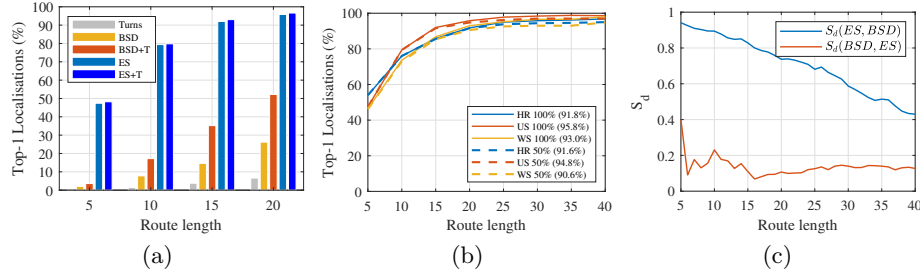 Top-1 Localisations (%)
100
90
80
70
60
50
40
30
20
10
0
Turns
BSD
BSD+T
ES
ES+T
5
10
15
20
Route length
(a)
Top-1 Localisations (%)
100
80
60
40
20
0
HR 100% (91.8%)
US 100% (95.8%)
WS 100% (93.0%)
HR 50% (91.6%)
US 50% (94.8%)
WS 50% (90.6%)
5 10 15 20 25 30 35 40
Route length
(b)
S_d
1
0.8
0.6
0.4
0.2
0
S_d(ES, BSD)
S_d(BSD, ES)
5 10 15 20 25 30 35 40
Route length
(c)